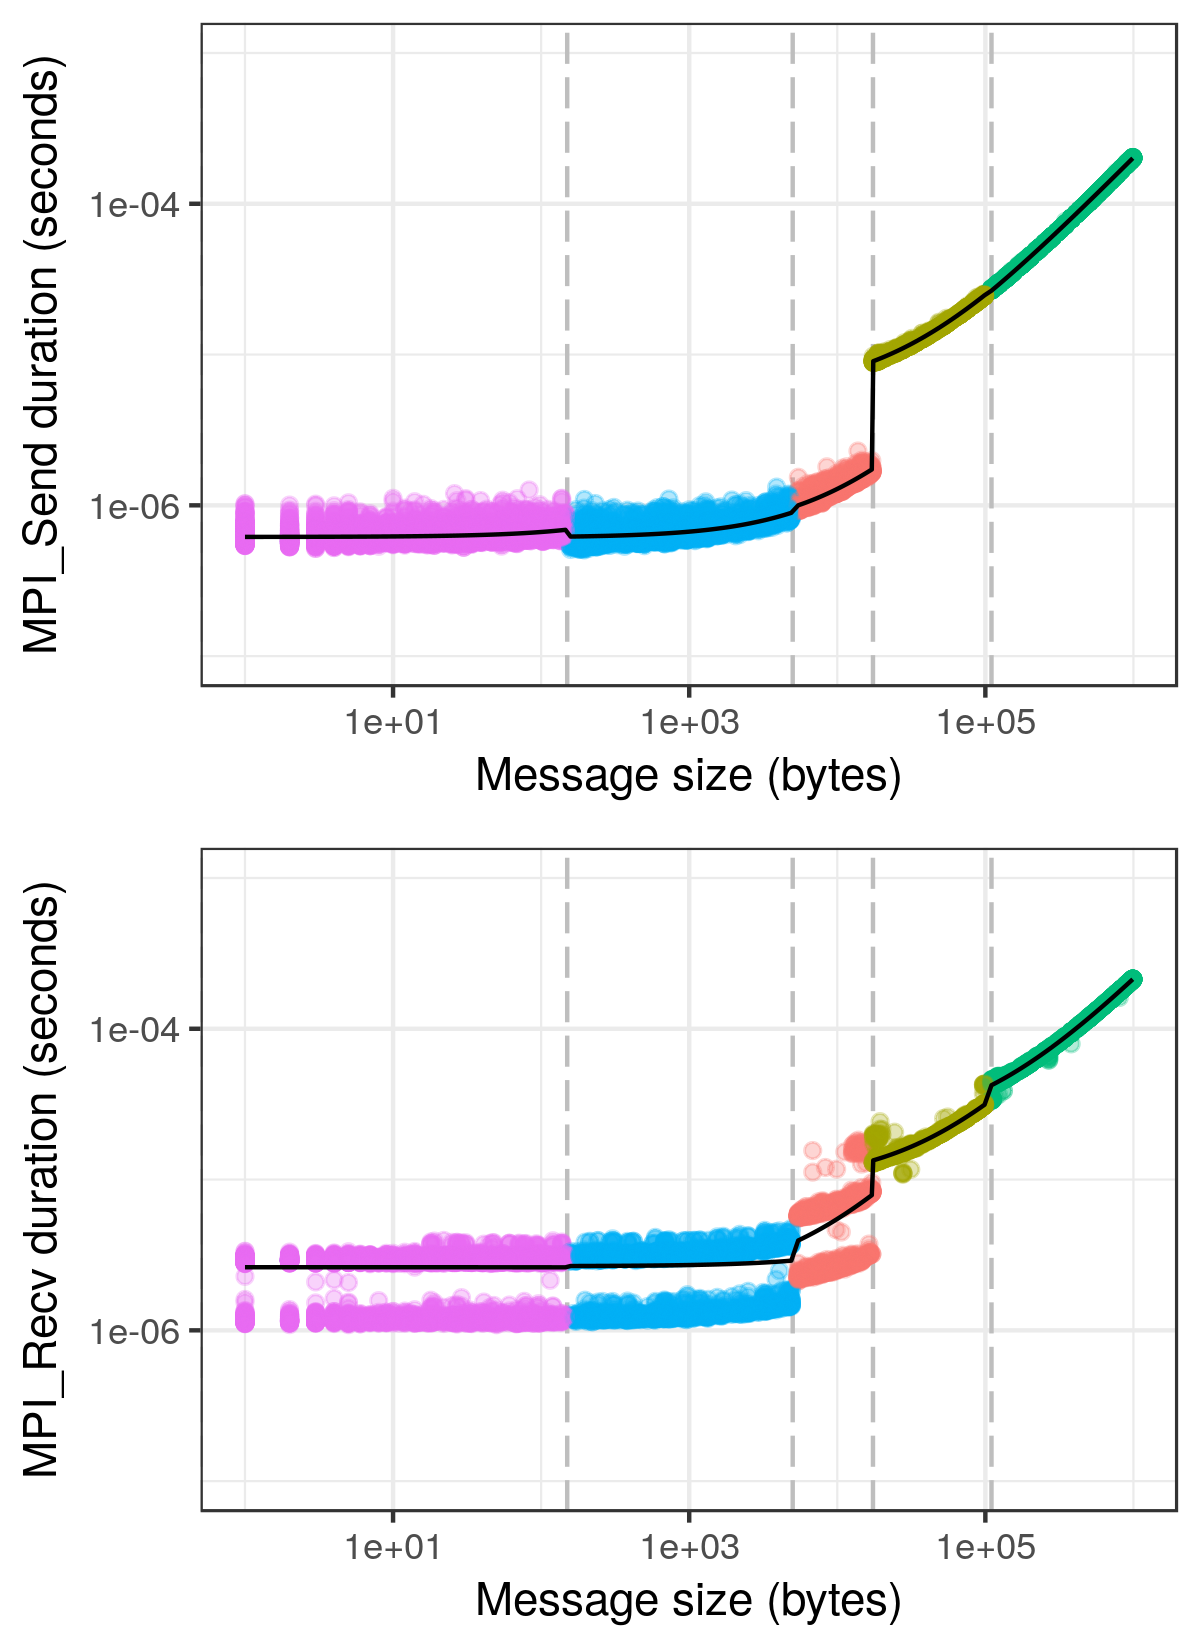 MPI_Send duration (seconds)
1e-04
1e-06
1e+01 1e+03 1e+05
Message size (bytes)
MPI_Recv duration (seconds)
1e-04
1e-06
1e+01 1e+03 1e+05
Message size (bytes)